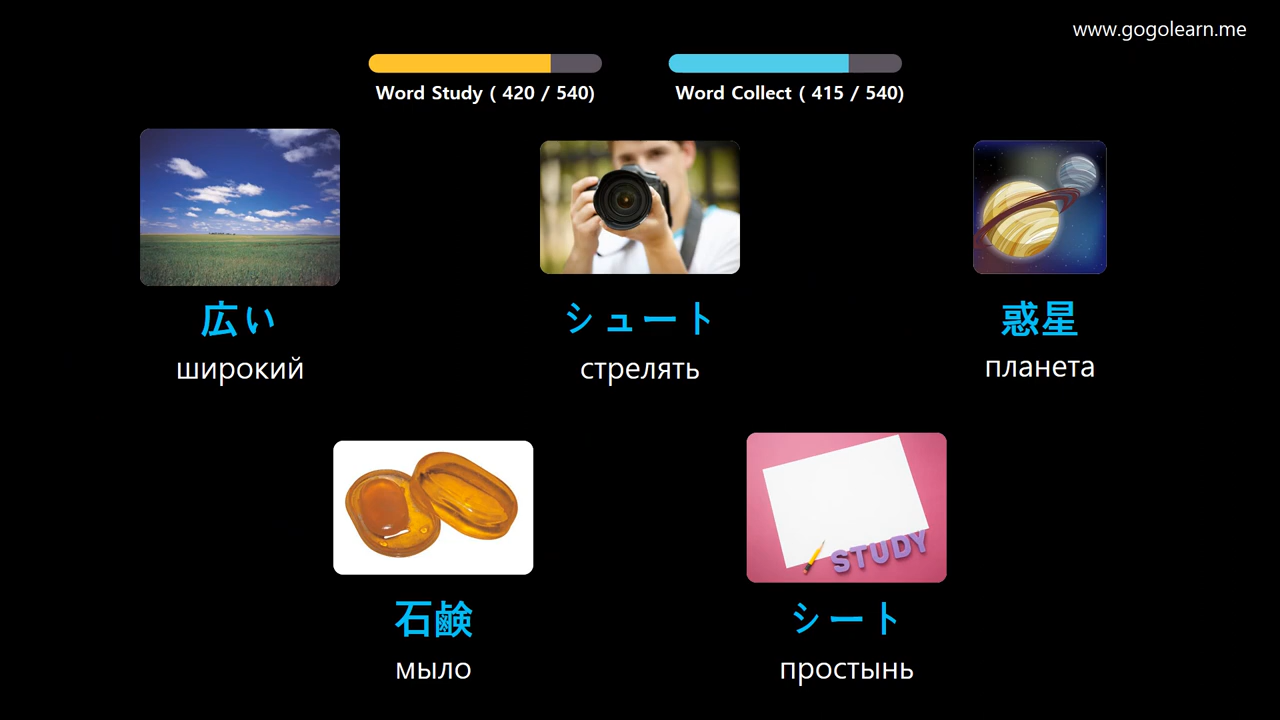 www.gogolearn.me
Word Study ( 420 / 540)
Word Collect ( 415 / 540)
広い
シュート
惑星
широкий
стрелять
планета
STUDY
石鹸
シート
мыло
простынь